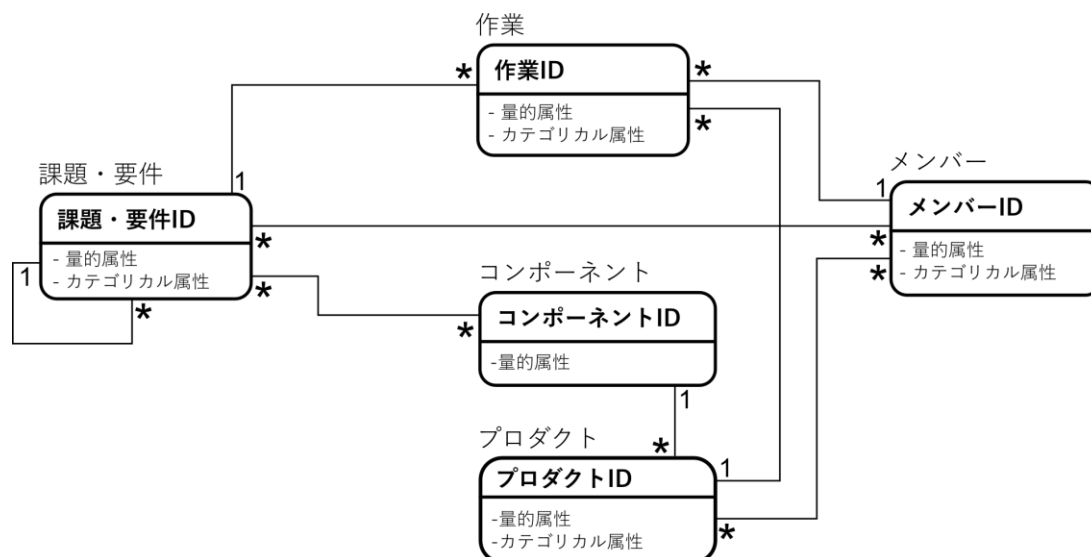 作業
* 作業ID *
- 量的属性
- カテゴリカル属性 *
課題・要件
1
課題・要件ID
*
- 量的属性
- カテゴリカル属性
1
*
*
メンバー
1
メンバーID
*
- 量的属性
- カテゴリカル属性
*
コンポーネント
コンポーネントID
*
-量的属性
1
*
プロダクト
プロダクトID
1
-量的属性
-カテゴリカル属性
*